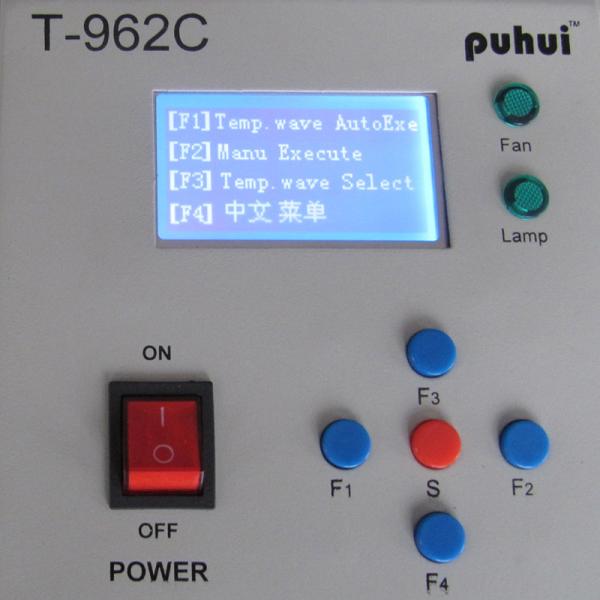 T-962C
puhui™
[F1]Temp.wave AutoExe
[F2]Manu Execute
[F3]Temp.wave Select
[F4]中文菜单
Fan
Lamp
ON
F3
F1
S
F2
OFF
POWER
F4